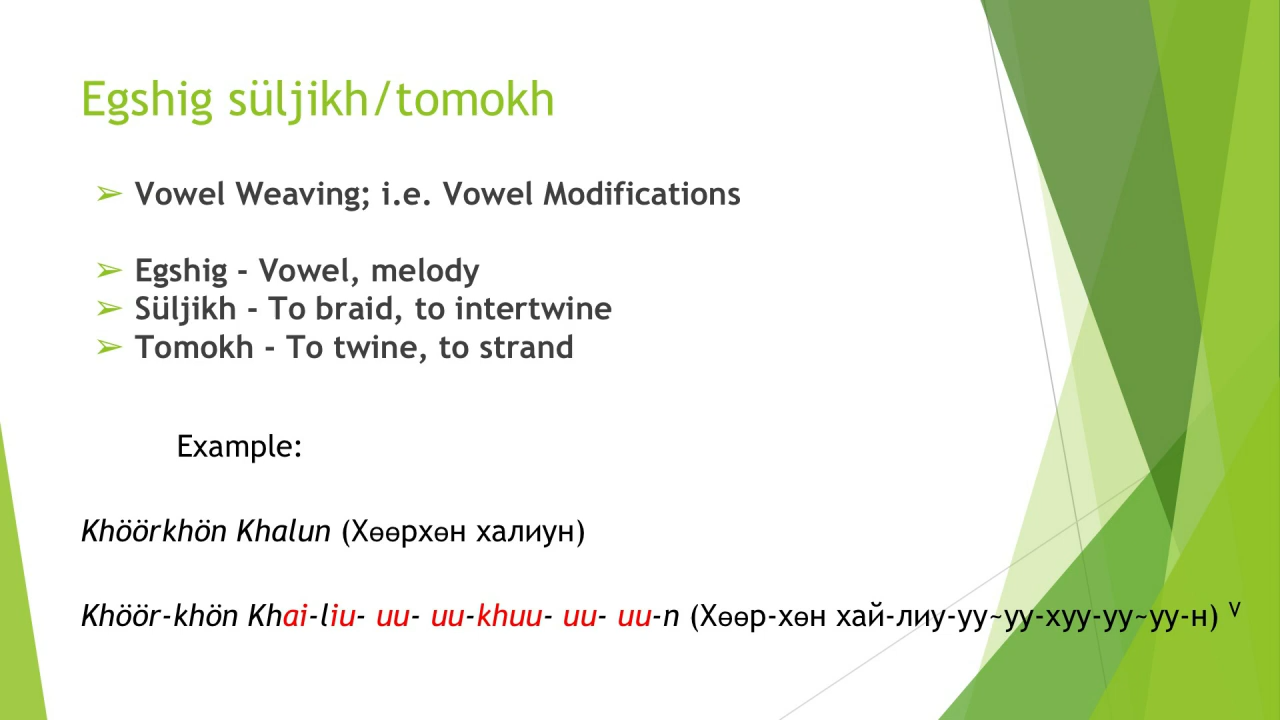 Egshig süljikh/tomokh
➢ Vowel Weaving; i.e. Vowel Modifications
➢ Egshig - Vowel, melody
➢ Süljikh - To braid, to intertwine
➢ Tomokh - To twine, to strand
Example:
Khöörkhön Khalun (Хөөрхөн халиун)
Khöör-khön Khai-liu- uu- uu-khuu- uu- uu-n (Хөөр-хөн хай-лиу-уу~уу-хуу-уу~уу-н) ˅